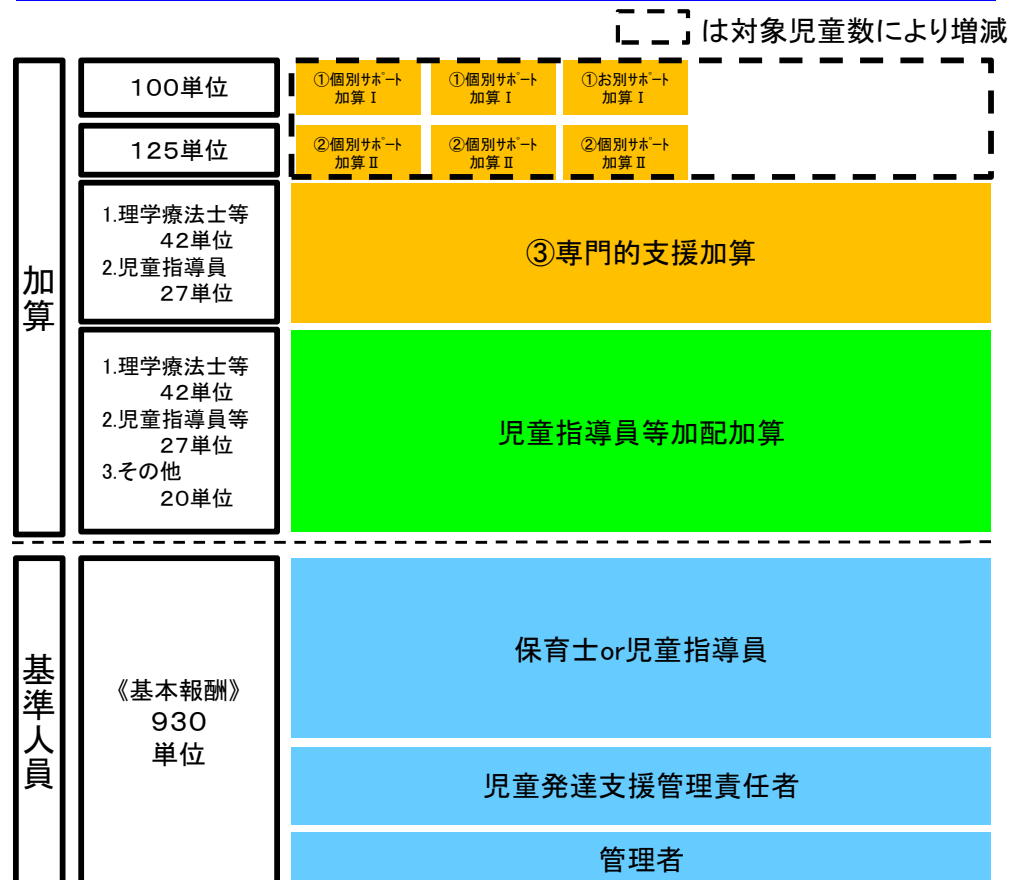 は対象児童数により増減
加算
100単位
①個別サポート
加算Ⅰ
①個別サポート
加算Ⅰ
①お別サポート
加算Ⅰ
125単位
②個別サポート
加算Ⅱ
②個別サポート
加算Ⅱ
②個別サポート
加算Ⅱ
1.理学療法士等
42単位
2.児童指導員
27単位
③専門的支援加算
1.理学療法士等
42単位
2.児童指導員等
27単位
3.その他
20単位
児童指導員等加配加算
基準人員
《基本報酬》
930
単位
保育士or児童指導員
児童発達支援管理責任者
管理者